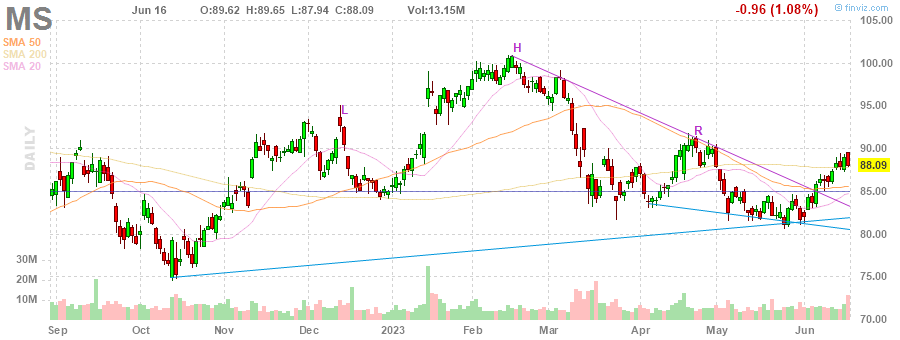 MS
Jun 16 O:89.62 H:89.65 L:87.94 C:88.09 Vol:13.15M -0.96 (1.08%) © finviz.com
SMA 50
SMA 200
SMA 20
DAILY
L
H
R
105.00
100.00
95.00
90.00
88.09
85.00
80.00
75.00
70.00
30M
20M
10M
Sep Oct Nov Dec 2023 Feb Mar Apr May Jun